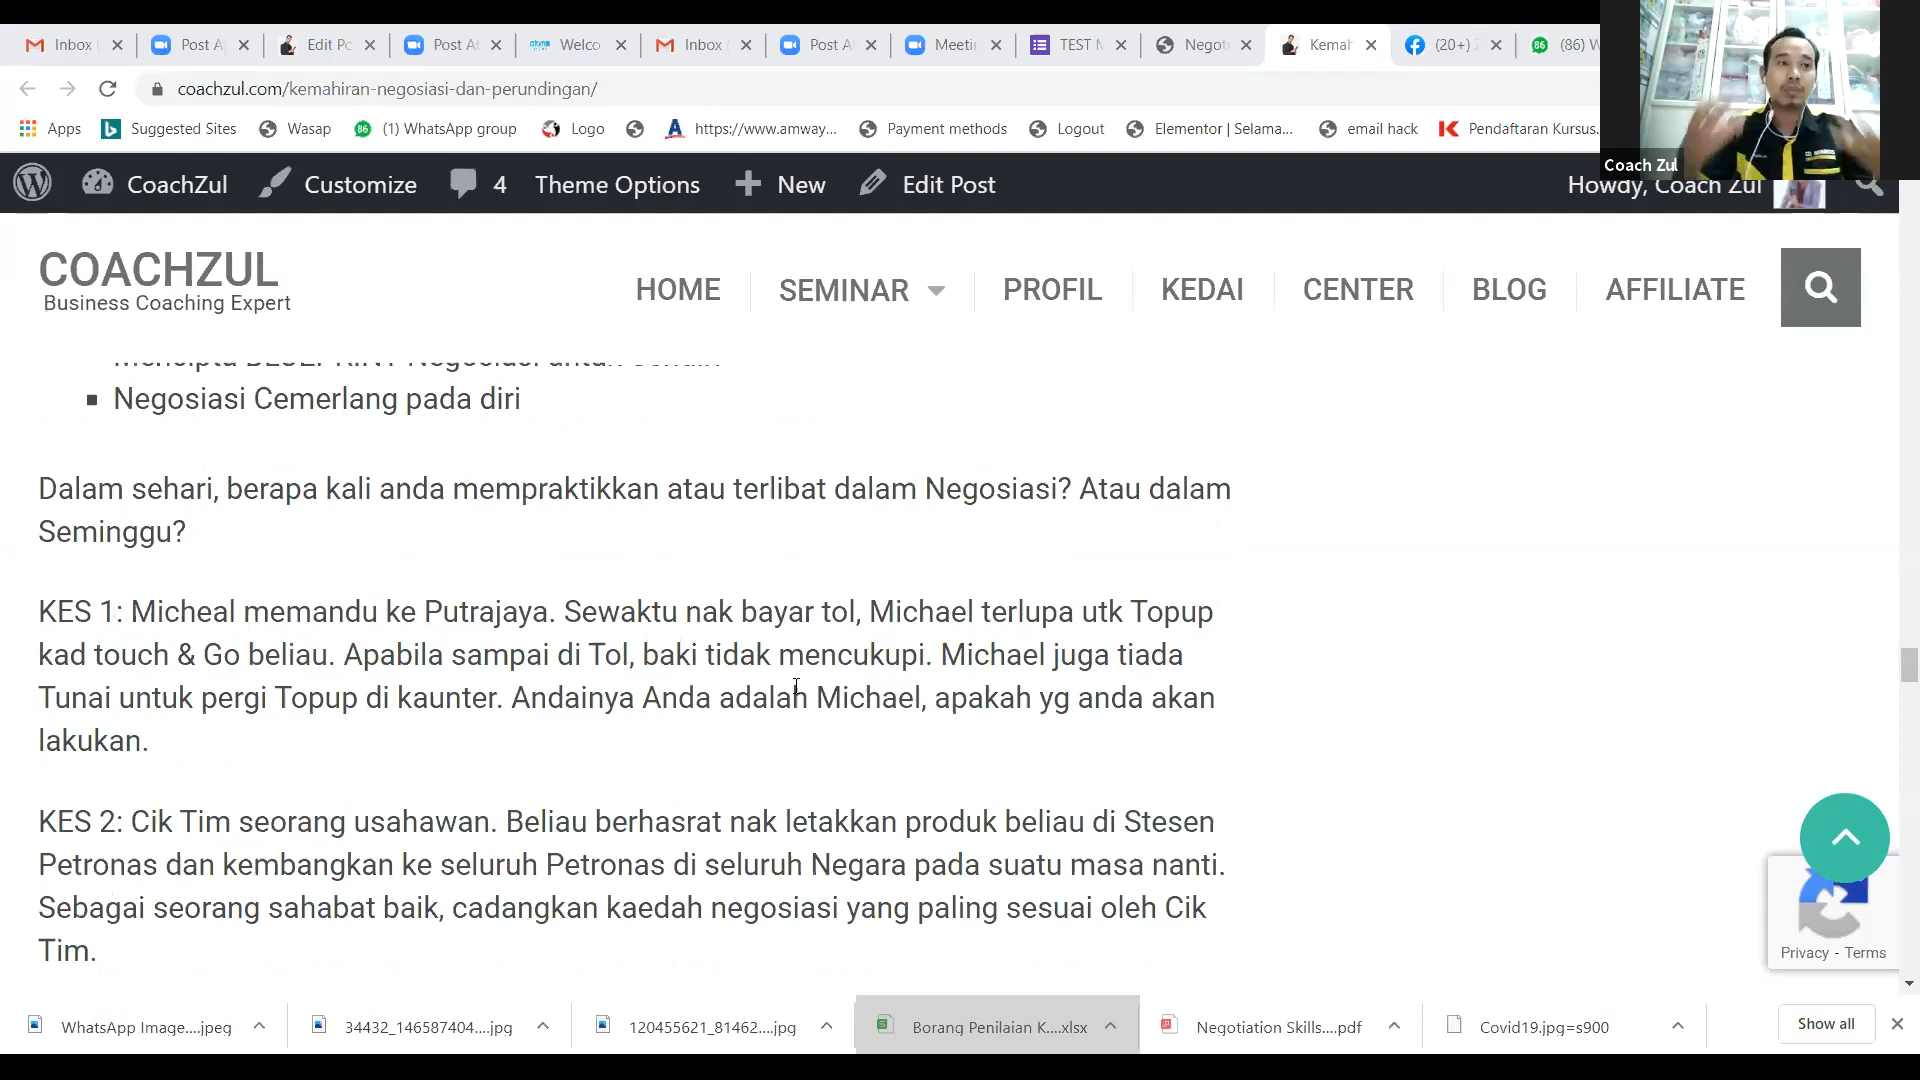 Inbox
Post A
Edit Pc
Post A
Welco
Inbox
Post A
Meetin
TEST
Negot
Kemah
(20+)
(86) W
coachzul.com/kemahiran-negosiasi-dan-perundingan/
Apps
Suggested Sites
Wasap
(1) WhatsApp group
Logo
https://www.amway...
Payment methods
Logout
Elementor | Selama...
email hack
Pendaftaran Kursus.
Coach Zul
CoachZul
Customize
4
Theme Options
New
Edit Post
Howdy, Coach Zul
COACHZUL
Business Coaching Expert
HOME
SEMINAR
PROFIL
KEDAI
CENTER
BLOG
AFFILIATE
Negosiasi Cemerlang pada diri
Dalam sehari, berapa kali anda mempraktikkan atau terlibat dalam Negosiasi? Atau dalam
Seminggu?
KES 1: Micheal memandu ke Putrajaya. Sewaktu nak bayar tol, Michael terlupa utk Topup
kad touch & Go beliau. Apabila sampai di Tol, baki tidak mencukupi. Michael juga tiada
Tunai untuk pergi Topup di kaunter. Andainya Anda adalah Michael, apakah yg anda akan
lakukan.
KES 2: Cik Tim seorang usahawan. Beliau berhasrat nak letakkan produk beliau di Stesen
Petronas dan kembangkan ke seluruh Petronas di seluruh Negara pada suatu masa nanti.
Sebagai seorang sahabat baik, cadangkan kaedah negosiasi yang paling sesuai oleh Cik
Tim.
Privacy - Terms
WhatsApp Image....jpeg
34432_146587404....jpg
120455621_81462....jpg
Borang Penilaian K....xlsx
Negotiation Skills....pdf
Covid19.jpg=s900
Show all